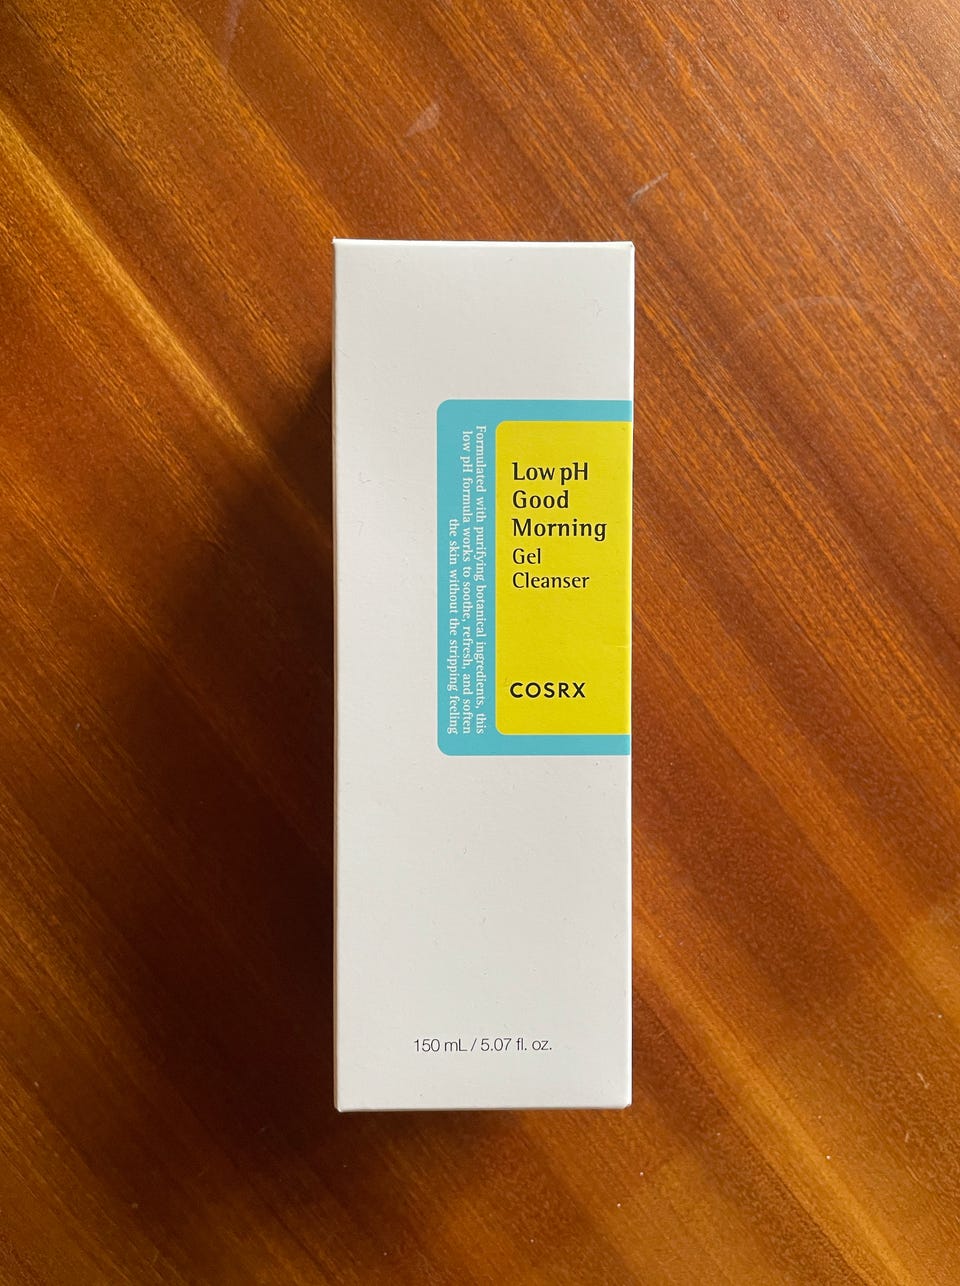 Low pH
Good
Morning
Gel
Cleanser
COSRX
Formulated with purifying botanical ingredients, this
low pH formula works to soothe, refresh, and soften
the skin without the stripping feeling
150 mL / 5.07 fl. oz.